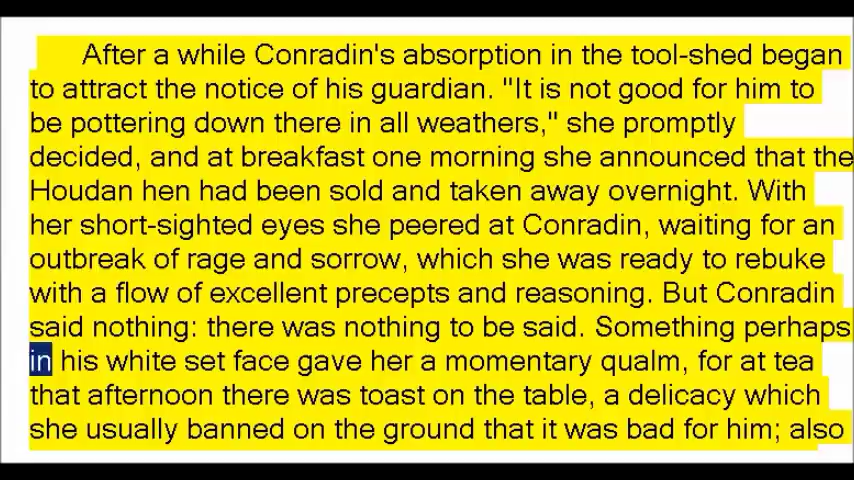 After a while Conradin's absorption in the tool-shed began
to attract the notice of his guardian. "It is not good for him to
be pottering down there in all weathers," she promptly
decided, and at breakfast one morning she announced that the
Houdan hen had been sold and taken away overnight. With
her short-sighted eyes she peered at Conradin, waiting for an
outbreak of rage and sorrow, which she was ready to rebuke
with a flow of excellent precepts and reasoning. But Conradin
said nothing: there was nothing to be said. Something perhaps
in his white set face gave her a momentary qualm, for at tea
that afternoon there was toast on the table, a delicacy which
she usually banned on the ground that it was bad for him; also